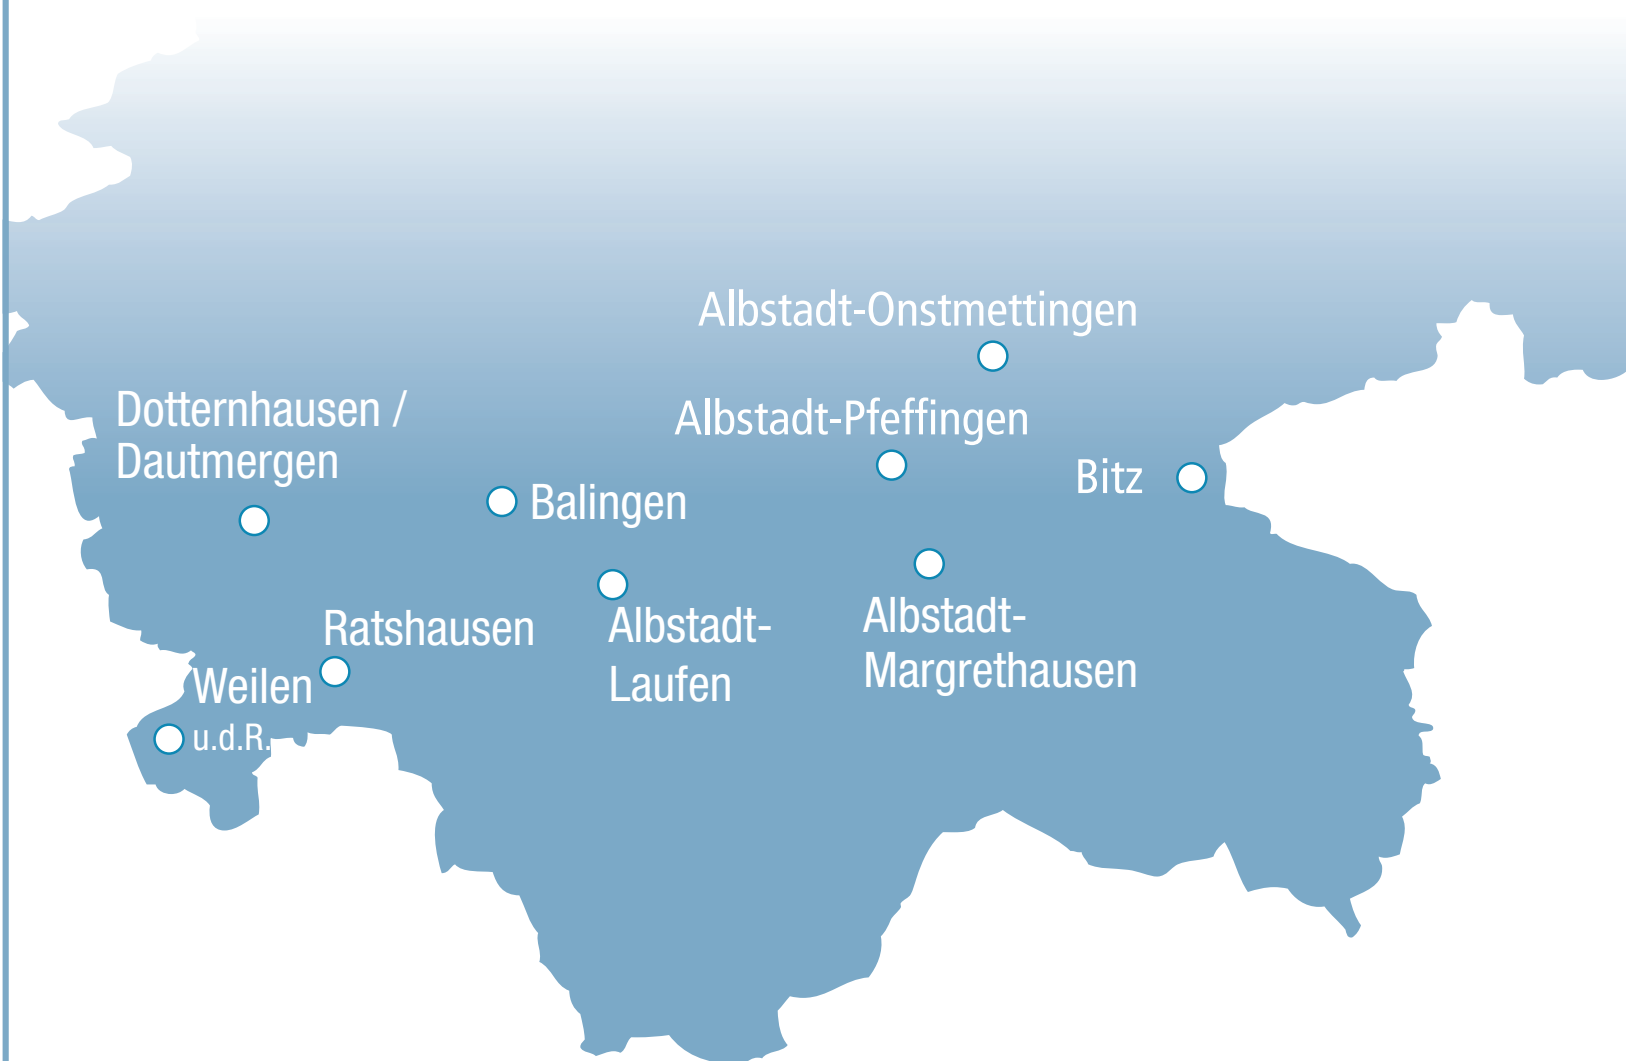 Albstadt-Onstmettingen
Dotternhausen /
Dautmergen
Albstadt-Pfeffingen
Bitz
Balingen
Ratshausen
Albstadt-
Laufen
Albstadt-
Margrethausen
Weilen
u.d.R.